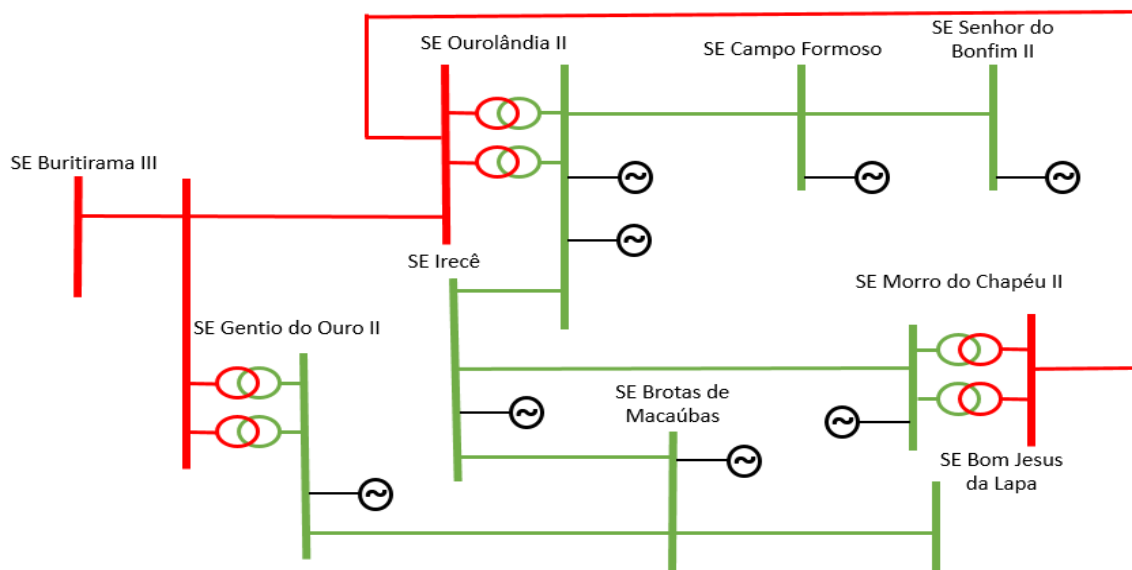 SE Ourolândia II
SE Campo Formoso
SE Senhor do
Bonfim II
SE Buritirama III
SE Irecê
SE Morro do Chapéu II
SE Gentio do Ouro II
SE Brotas de
Macaúbas
SE Bom Jesus
da Lapa